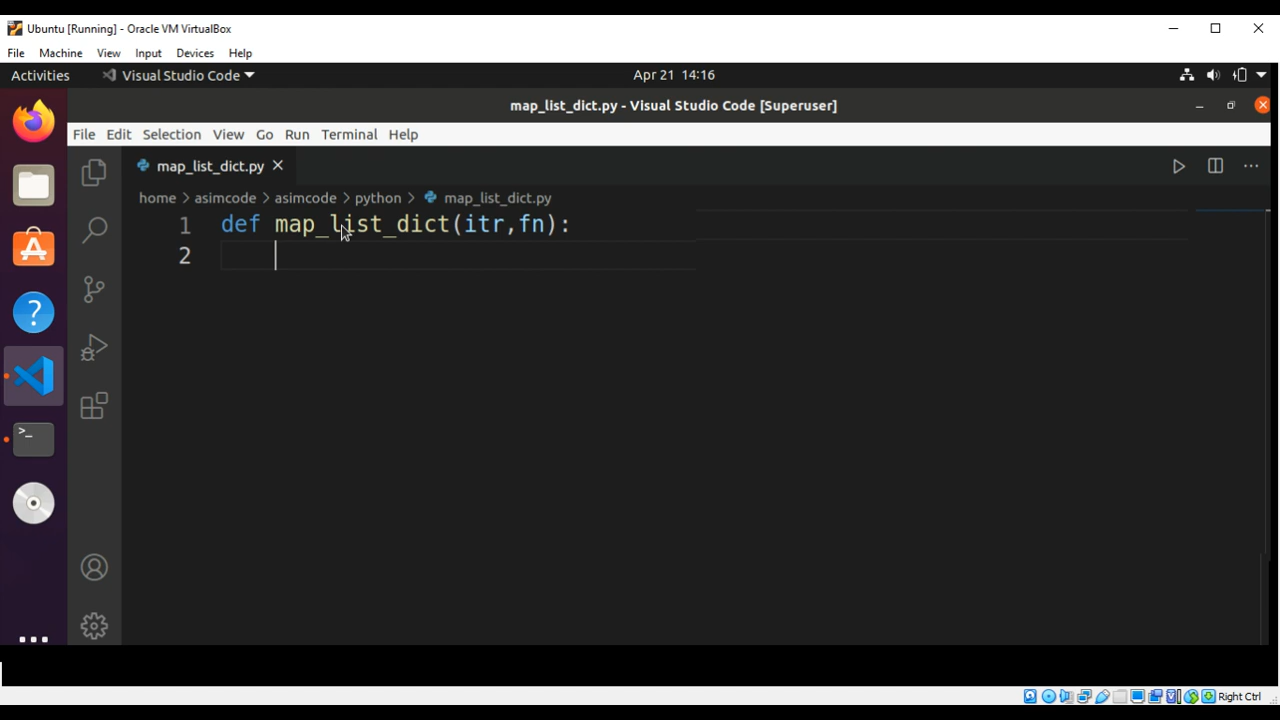 Ubuntu [Running] - Oracle VM VirtualBox
File Machine View Input Devices Help
Activities Visual Studio Code Apr 21 14:16
map_list_dict.py - Visual Studio Code [Superuser]
File Edit Selection View Go Run Terminal Help
map_list_dict.py
home > asimcode > asimcode > python > map_list_dict.py
1 def map_list_dict(itr,fn):
2
Right Ctrl